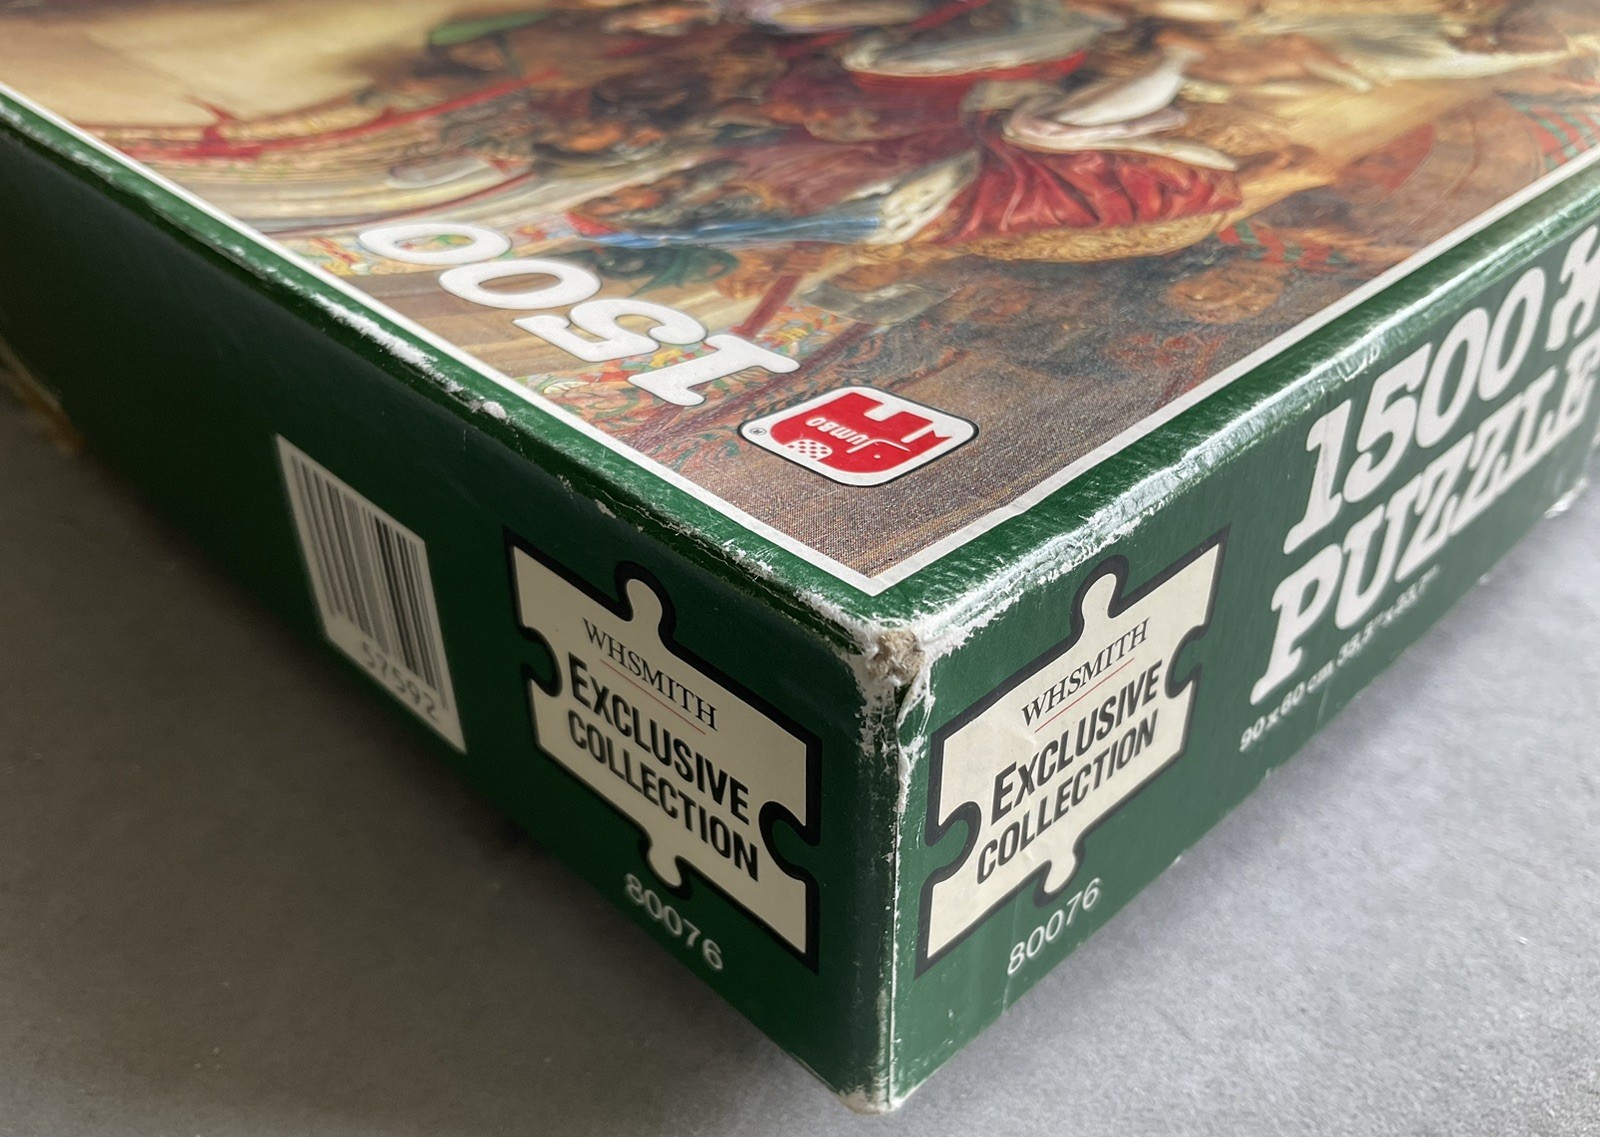 1500
JUMBO
®
57592
WHSMITH
EXCLUSIVE
COLLECTION
80076
WHSMITH
EXCLUSIVE
COLLECTION
80076
1500
PUZZLE
90 x 60 cm